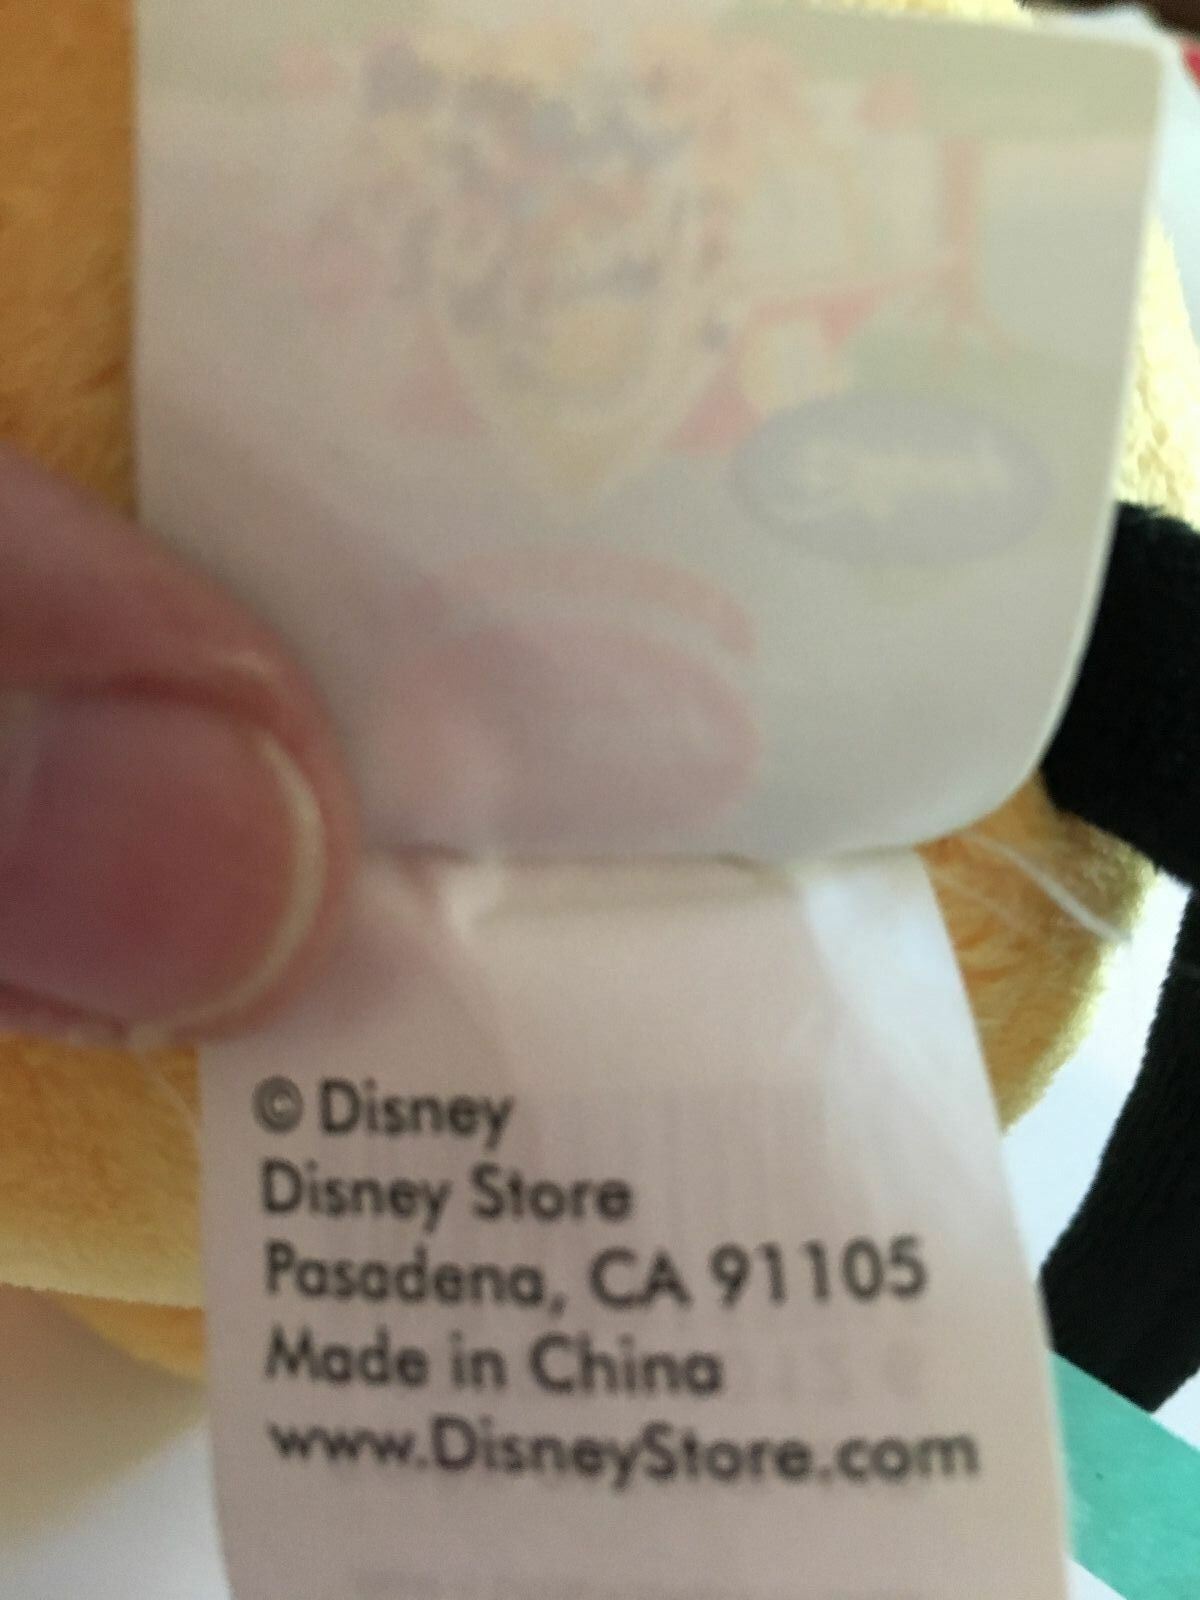 © Disney
Disney Store
Pasadena, CA 91105
Made in China
www.DisneyStore.com